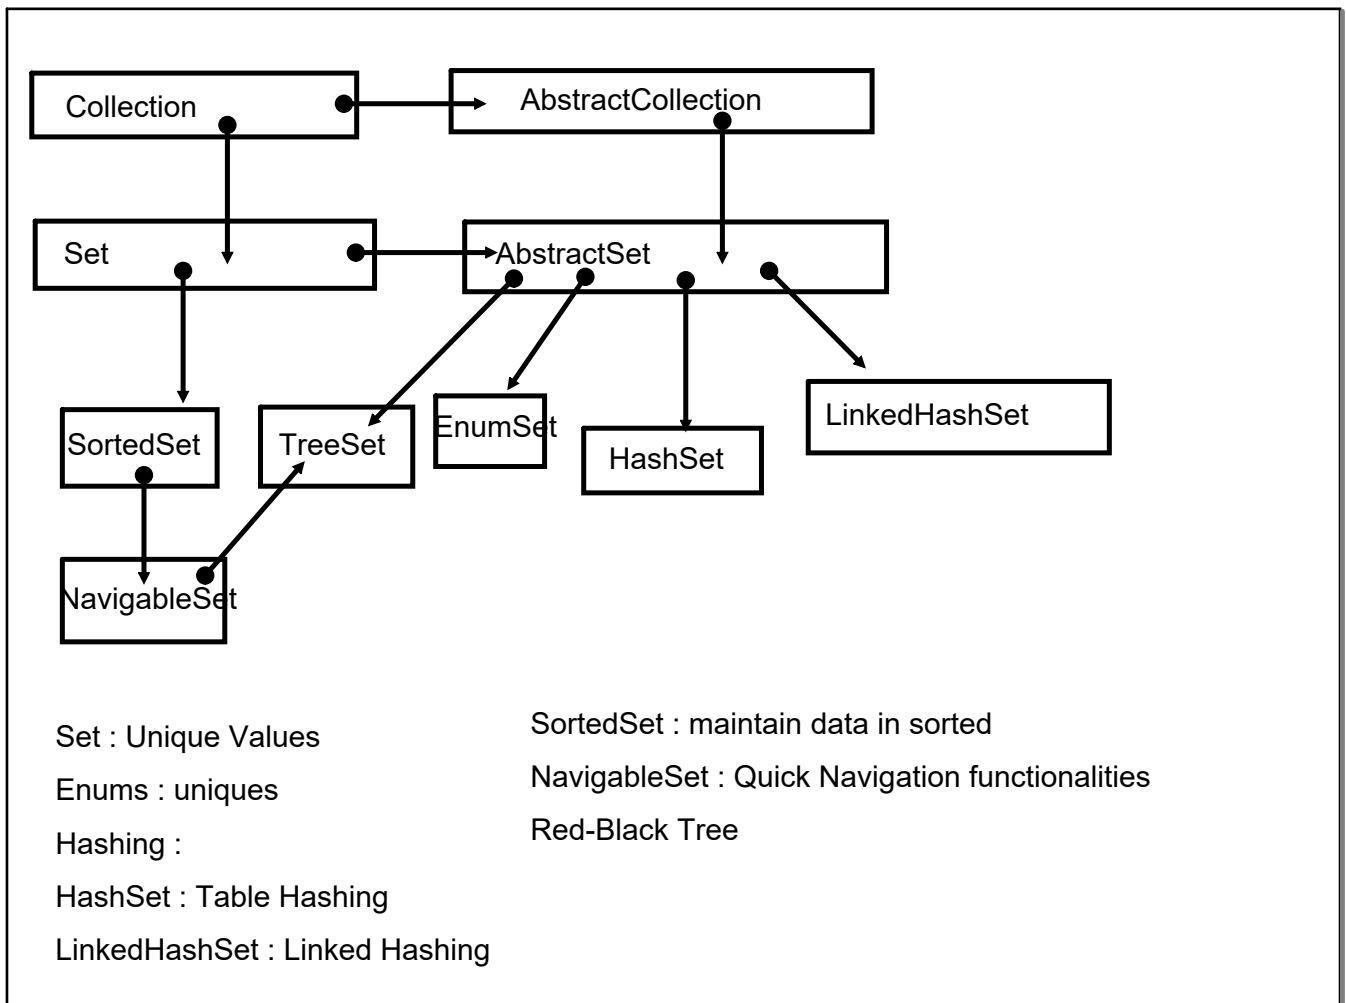 Collection
AbstractCollection
Set
AbstractSet
SortedSet
TreeSet
EnumSet
HashSet
LinkedHashSet
NavigableSet
Set : Unique Values
Enums : uniques
Hashing :
HashSet : Table Hashing
LinkedHashSet : Linked Hashing
SortedSet : maintain data in sorted
NavigableSet : Quick Navigation functionalities
Red-Black Tree